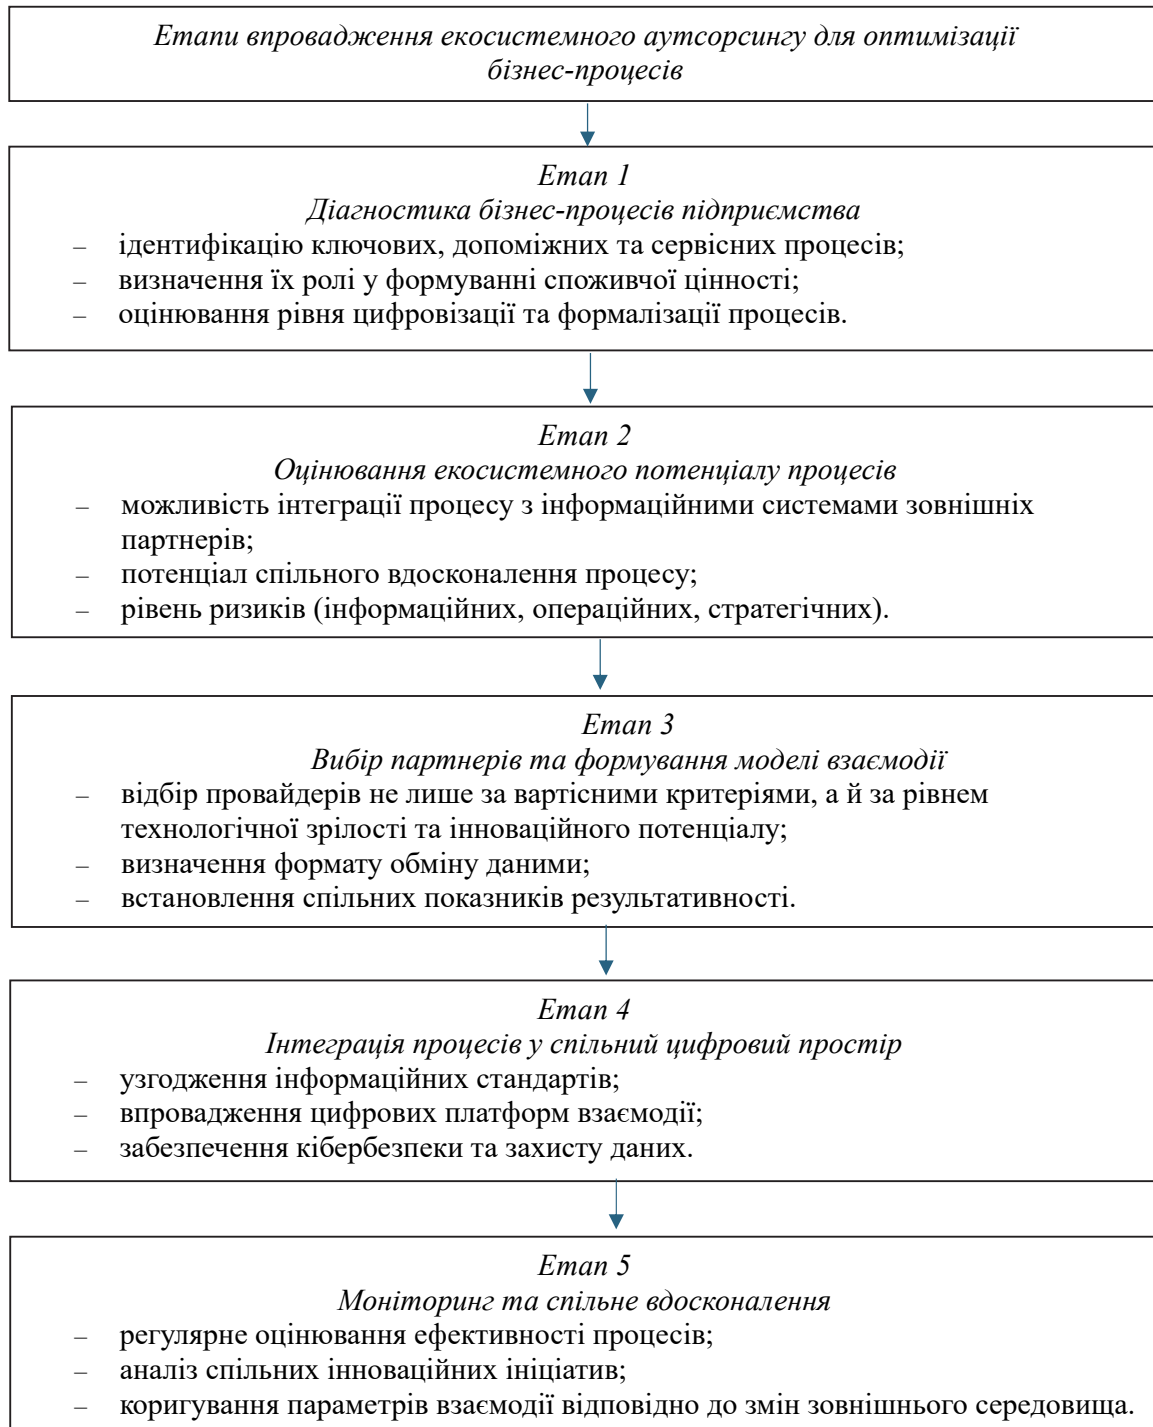 Етапи впровадження екосистемного аутсорсингу для оптимізації
бізнес-процесів
Етап 1
Діагностика бізнес-процесів підприємства
– ідентифікацію ключових, допоміжних та сервісних процесів;
– визначення їх ролі у формуванні споживчої цінності;
– оцінювання рівня цифровізації та формалізації процесів.
Етап 2
Оцінювання екосистемного потенціалу процесів
– можливість інтеграції процесу з інформаційними системами зовнішніх
партнерів;
– потенціал спільного вдосконалення процесу;
– рівень ризиків (інформаційних, операційних, стратегічних).
Етап 3
Вибір партнерів та формування моделі взаємодії
– відбір провайдерів не лише за вартісними критеріями, а й за рівнем
технологічної зрілості та інноваційного потенціалу;
– визначення формату обміну даними;
– встановлення спільних показників результативності.
Етап 4
Інтеграція процесів у спільний цифровий простір
– узгодження інформаційних стандартів;
– впровадження цифрових платформ взаємодії;
– забезпечення кібербезпеки та захисту даних.
Етап 5
Моніторинг та спільне вдосконалення
– регулярне оцінювання ефективності процесів;
– аналіз спільних інноваційних ініціатив;
– коригування параметрів взаємодії відповідно до змін зовнішнього середовища.